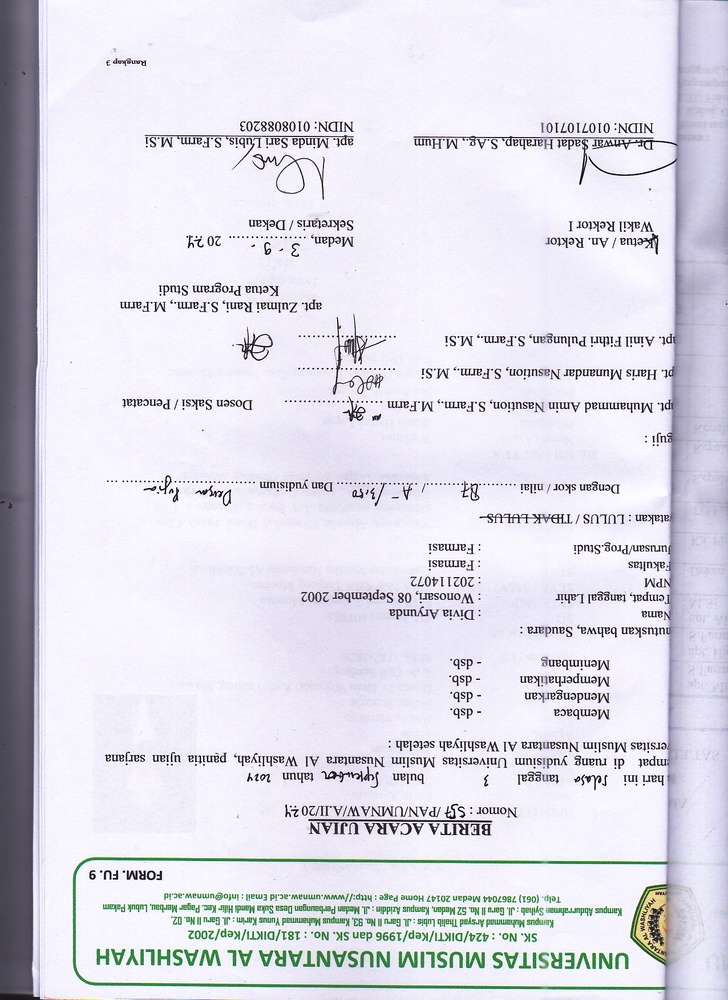 UNIVERSITAS MUSLIM NUSANTARA AL WASHLIYAH
SK. No. : 424/DIKTI/Kep/1996 dan SK. No. : 181/DIKTI/Kep/2002
Kampus Muhammad Arsyad Thalib Lubis : Jl. Garu II No. 93, Kampus Muhammad Yunus Karim : Jl. Garu II No. 02,
Kampus Abdurrahman Syihab : Jl. Garu II No. 52 Medan, Kampus Aziddin : Jl. Medan Perbaungan Desa Suka Mandi Hilir Kec. Pagar Merbau, Lubuk Pakam
Telp. (061) 7867044 Medan 20147 Home Page : http://www.umnaw.ac.id Email : info@umnaw.ac.id
FORM. FU. 9
BERITA ACARA UJIAN
Nomor : 557 /PAN/UMNAW/A.II/2024
hari ini selasa tanggal 3 bulan September tahun 2024
mpat di ruang yudisium Universitas Muslim Nusantara Al Washliyah, panitia ujian sarjana
ersitas Muslim Nusantara Al Washliyah setelah :
Membaca - dsb.
Mendengarkan - dsb.
Memperhatikan - dsb.
Menimbang - dsb.
nutuskan bahwa, Saudara :
Nama : Divia Aryunda
Tempat, tanggal Lahir : Wonosari, 08 September 2002
NPM : 202114072
Fakultas : Farmasi
Jurusan/Prog.Studi : Farmasi
yatakan : LULUS / TIDAK LULUS
Dengan skor / nilai 87 / A- / 3,50 Dan yudisium Dengan Pujian
guji :
apt. Muhammad Amin Nasution, S.Farm., M.Farm .................... Dosen Saksi / Pencatat
pt. Haris Munandar Nasution, S.Farm., M.Si ....................
apt. Ainil Fithri Pulungan, S.Farm., M.Si ....................
apt. Zulmai Rani, S.Farm., M.Farm
Ketua Program Studi
Ketua / An. Rektor
Wakil Rektor I
Medan, 3 - 9 - 2024
Sekretaris / Dekan
Dr. Anwar Sadat Harahap, S.Ag., M.Hum
NIDN: 0107107101
apt. Minda Sari Lubis, S.Farm, M.Si
NIDN: 0108088203
Rangkap 3